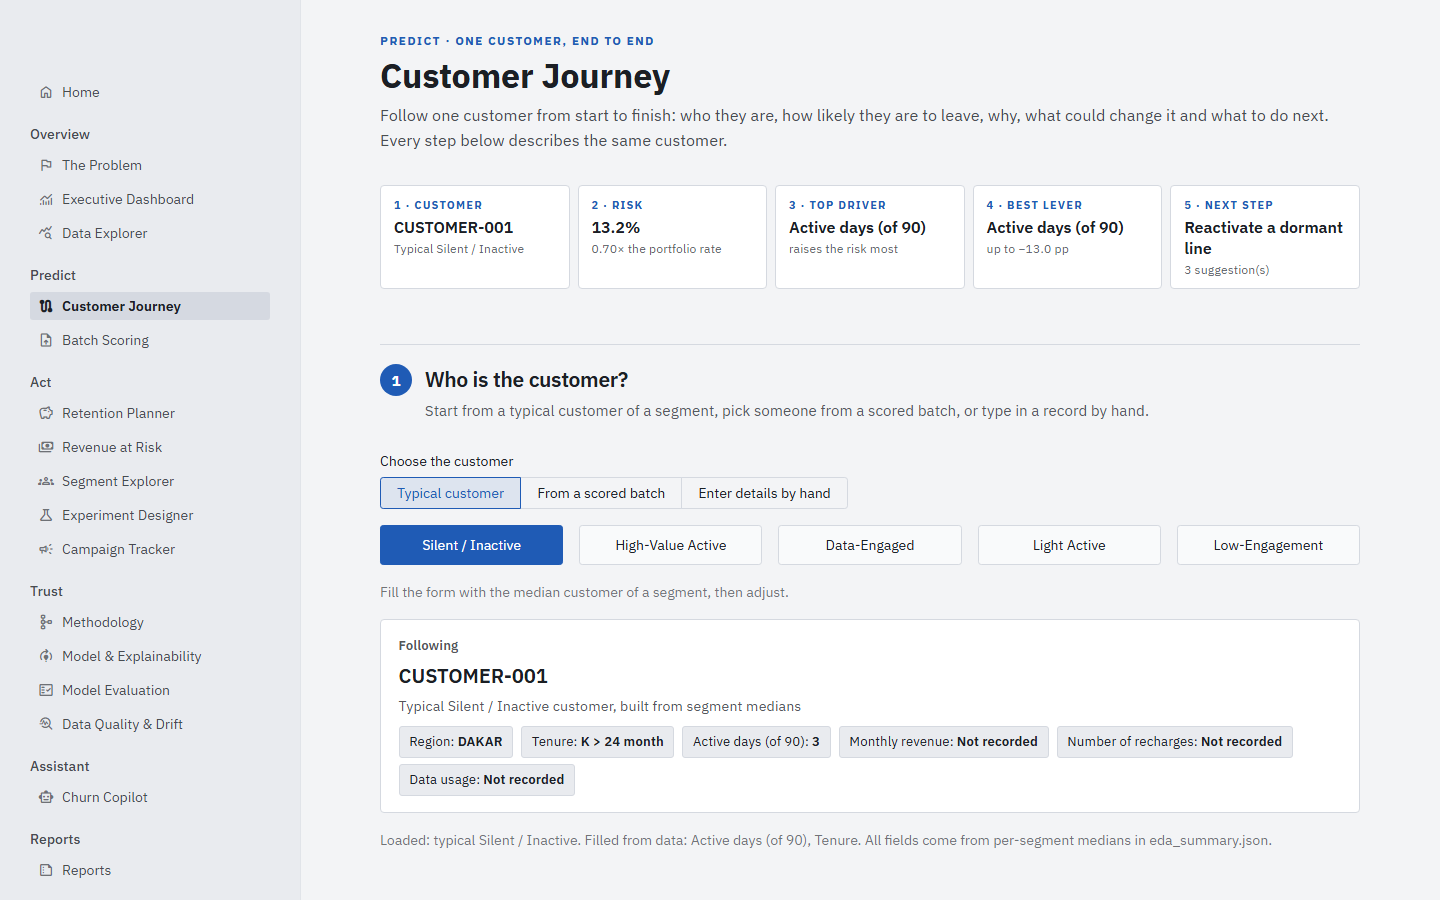 Home
Overview
The Problem
Executive Dashboard
Data Explorer
Predict
Customer Journey
Batch Scoring
Act
Retention Planner
Revenue at Risk
Segment Explorer
Experiment Designer
Campaign Tracker
Trust
Methodology
Model & Explainability
Model Evaluation
Data Quality & Drift
Assistant
Churn Copilot
Reports
Reports
PREDICT · ONE CUSTOMER, END TO END
Customer Journey
Follow one customer from start to finish: who they are, how likely they are to leave, why, what could change it and what to do next.
Every step below describes the same customer.
1 · CUSTOMER
CUSTOMER-001
Typical Silent / Inactive
2 · RISK
13.2%
0.70× the portfolio rate
3 · TOP DRIVER
Active days (of 90)
raises the risk most
4 · BEST LEVER
Active days (of 90)
up to −13.0 pp
5 · NEXT STEP
Reactivate a dormant
line
3 suggestion(s)
1
Who is the customer?
Start from a typical customer of a segment, pick someone from a scored batch, or type in a record by hand.
Choose the customer
Typical customer
From a scored batch
Enter details by hand
Silent / Inactive
High-Value Active
Data-Engaged
Light Active
Low-Engagement
Fill the form with the median customer of a segment, then adjust.
Following
CUSTOMER-001
Typical Silent / Inactive customer, built from segment medians
Region: DAKAR
Tenure: K > 24 month
Active days (of 90): 3
Monthly revenue: Not recorded
Number of recharges: Not recorded
Data usage: Not recorded
Loaded: typical Silent / Inactive. Filled from data: Active days (of 90), Tenure. All fields come from per-segment medians in eda_summary.json.